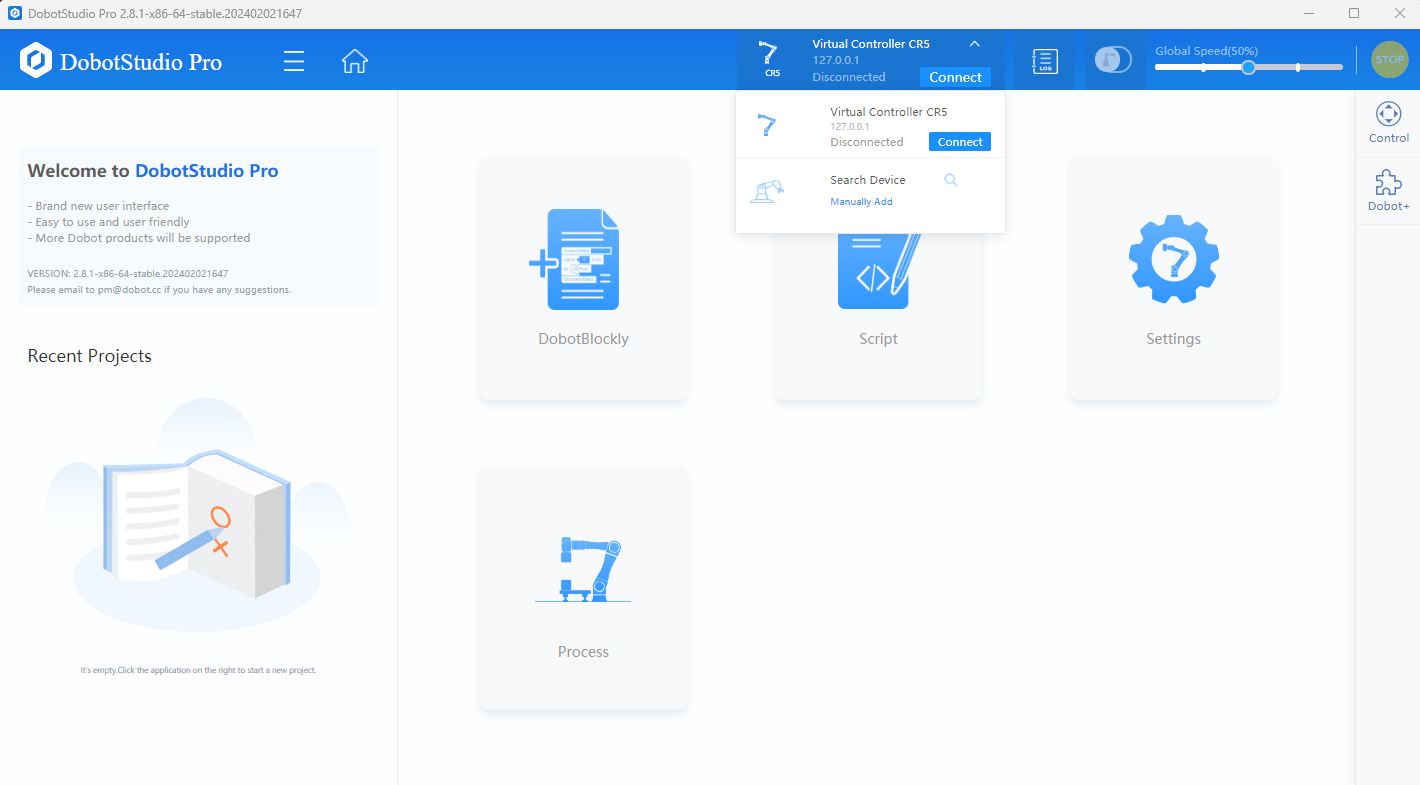 DobotStudio Pro 2.8.1-x86-64-stable.202402021647
DobotStudio Pro
CR5
Virtual Controller CR5
127.0.0.1
Disconnected
Connect
LOG
Global Speed(50%)
STOP
Virtual Controller CR5
127.0.0.1
Disconnected
Connect
Search Device
Manually Add
Control
Dobot+
Welcome to DobotStudio Pro
- Brand new user interface
- Easy to use and user friendly
- More Dobot products will be supported
VERSION: 2.8.1-x86-64-stable.202402021647
Please email to pm@dobot.cc if you have any suggestions.
Recent Projects
It's empty.Click the application on the right to start a new project.
DobotBlockly
Script
Settings
Process